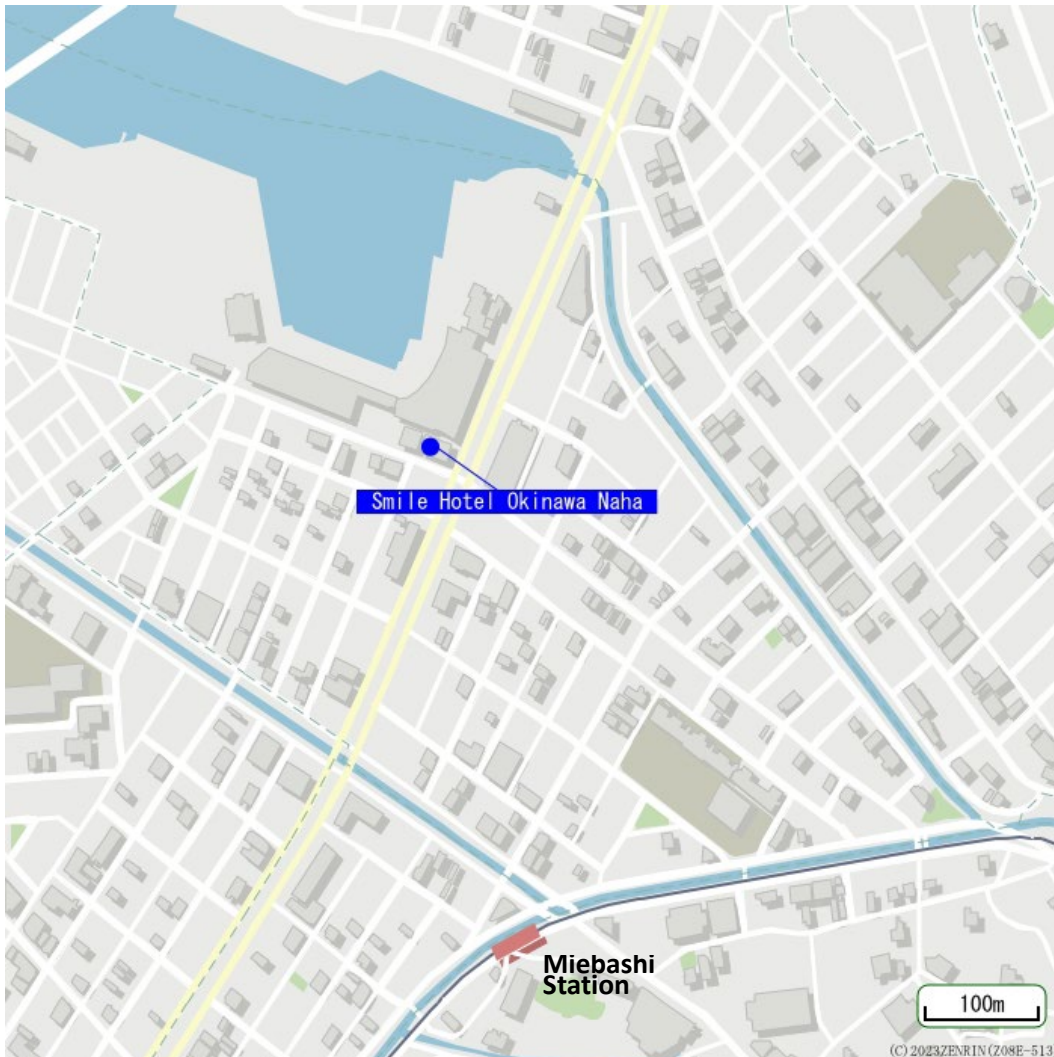 Smile Hotel Okinawa Naha
Miebashi
Station
100m
(C) 2023ZENRIN(Z08E-513